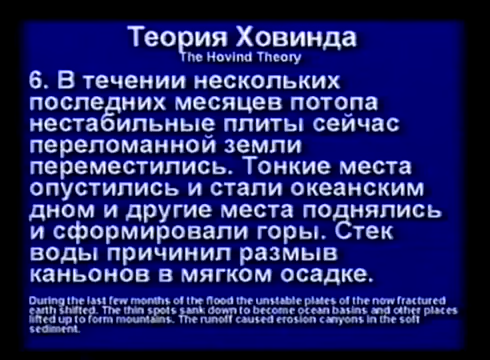 Теория Ховинда
The Hovind Theory
6. В течении нескольких
последних месяцев потопа
нестабильные плиты сейчас
переломанной земли
переместились. Тонкие места
опустились и стали океанским
дном и другие места поднялись
и сформировали горы. Стек
воды причинил размыв
каньонов в мягком осадке.
During the last few months of the flood the unstable plates of the now fractured
earth shifted. The thin spots sank down to become ocean basins and other places
lifted up to form mountains. The runoff caused erosion canyons in the soft
sediment.